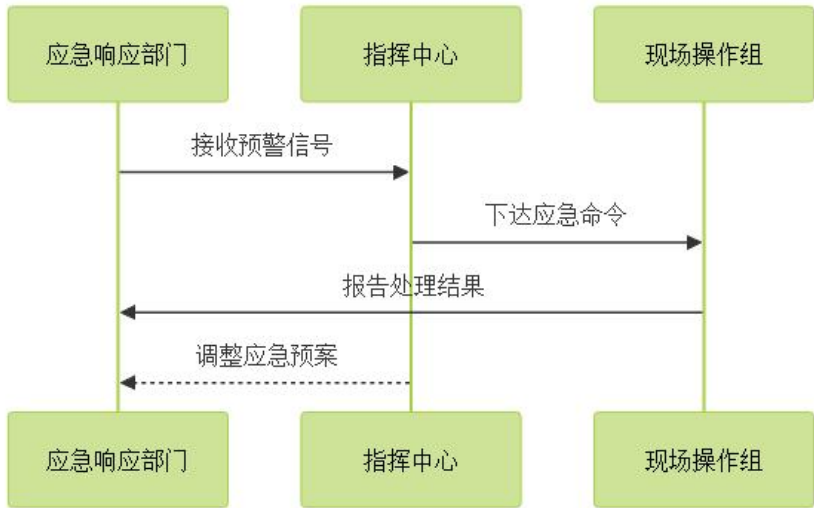 应急响应部门
指挥中心
现场操作组
接收预警信号
下达应急命令
报告处理结果
调整应急预案
应急响应部门
指挥中心
现场操作组